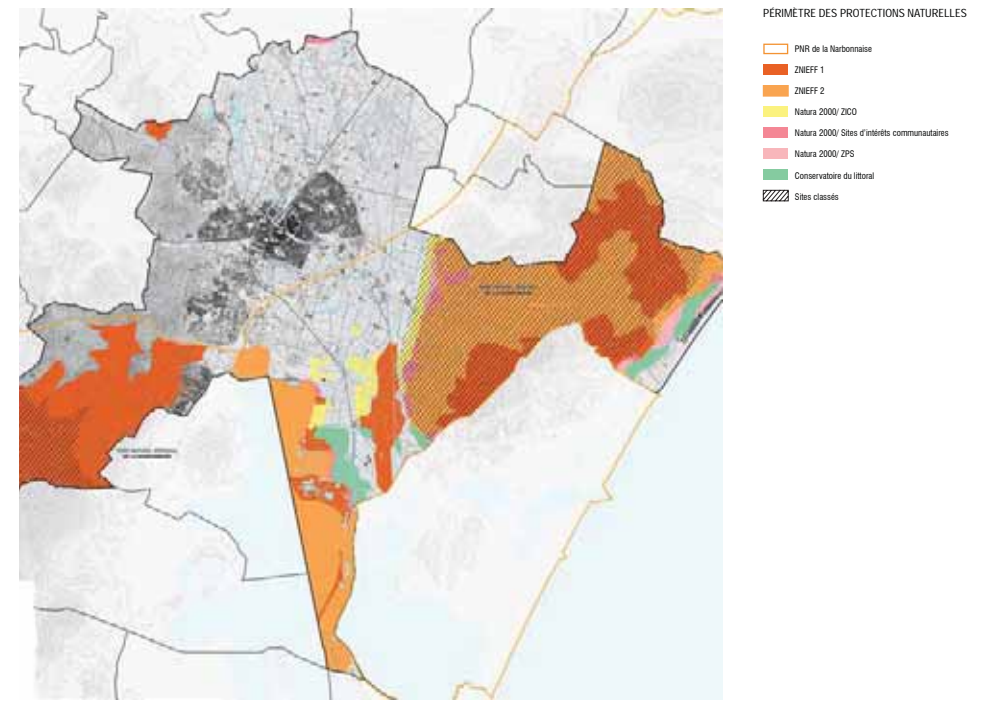 PÉRIMÈTRE DES PROTECTIONS NATURELLES
PNR de la Narbonnaise
ZNIEFF 1
ZNIEFF 2
Natura 2000/ ZICO
Natura 2000/ Sites d'intérêts communautaires
Natura 2000/ ZPS
Conservatoire du littoral
Sites classés